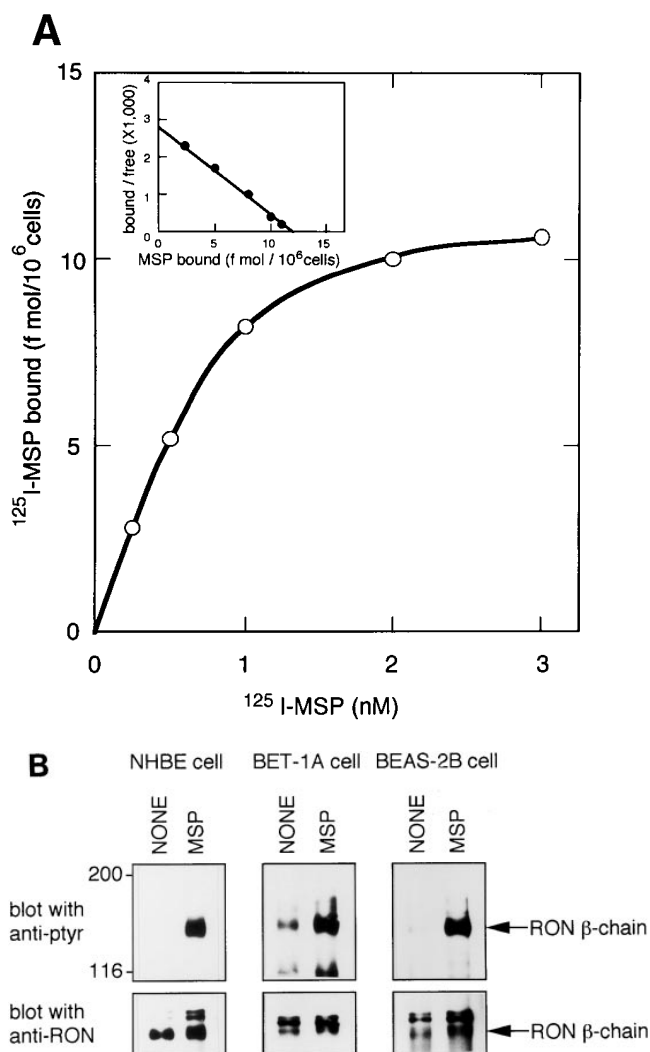 A
15
10
5
0
0
1
2
3
¹²⁵I-MSP bound (f mol/10⁶ cells)
¹²⁵ I-MSP (nM)
4
3
2
1
0
0
5
10
15
bound / free (X1,000)
MSP bound (f mol / 10⁶cells)
B
NHBE cell
BET-1A cell
BEAS-2B cell
NONE
MSP
NONE
MSP
NONE
MSP
200
blot with
anti-ptyr
RON β-chain
116
blot with
anti-RON
RON β-chain